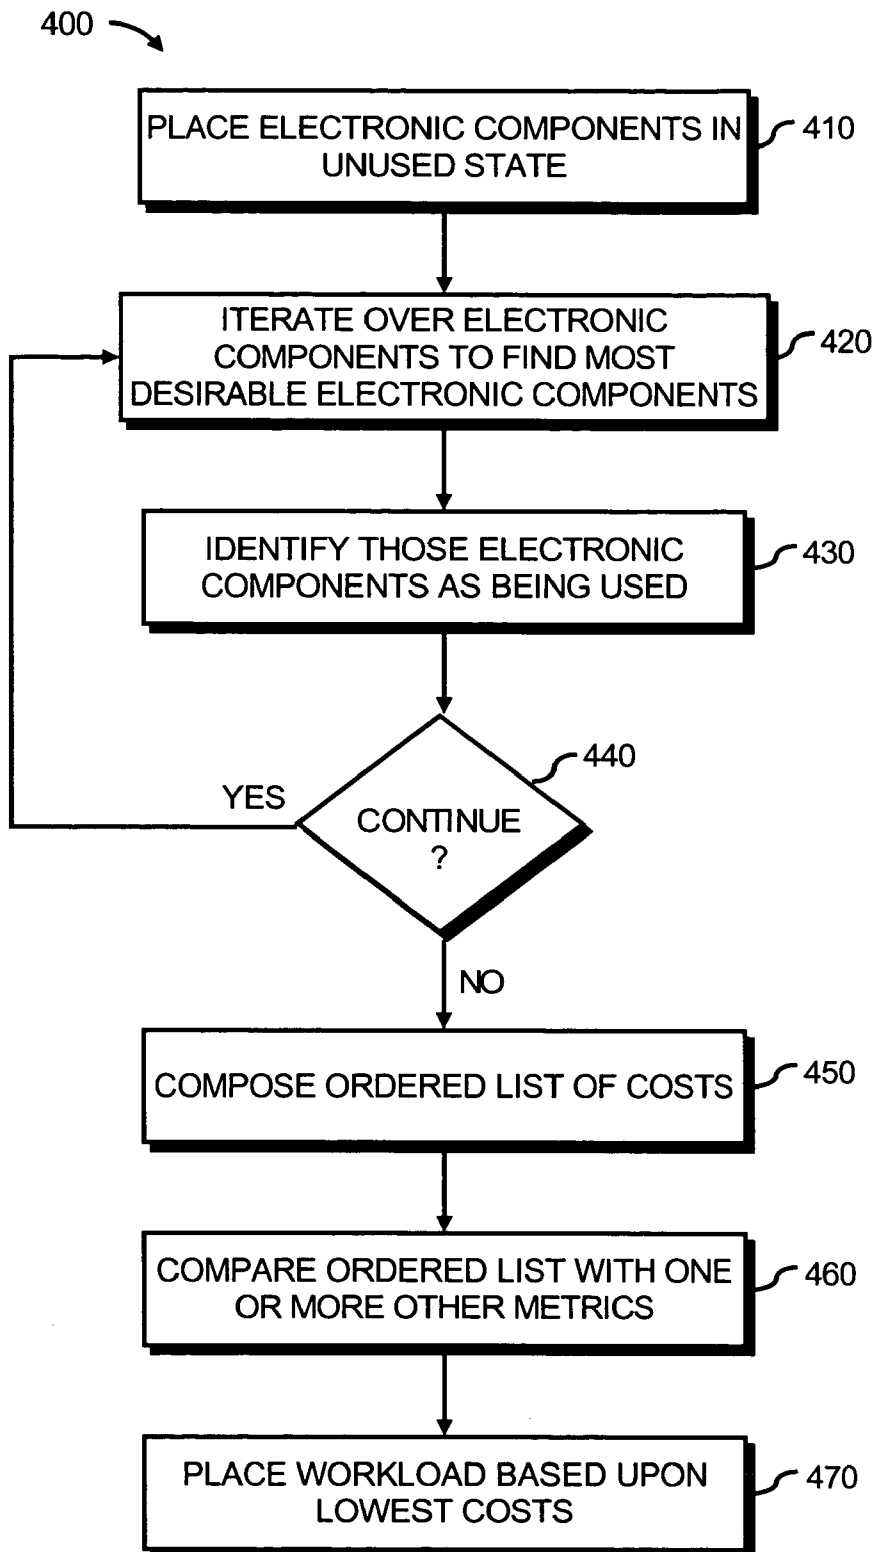 400
PLACE ELECTRONIC COMPONENTS IN
UNUSED STATE
410
ITERATE OVER ELECTRONIC
COMPONENTS TO FIND MOST
DESIRABLE ELECTRONIC COMPONENTS
420
IDENTIFY THOSE ELECTRONIC
COMPONENTS AS BEING USED
430
440
YES
CONTINUE
?
NO
COMPOSE ORDERED LIST OF COSTS
450
COMPARE ORDERED LIST WITH ONE
OR MORE OTHER METRICS
460
PLACE WORKLOAD BASED UPON
LOWEST COSTS
470